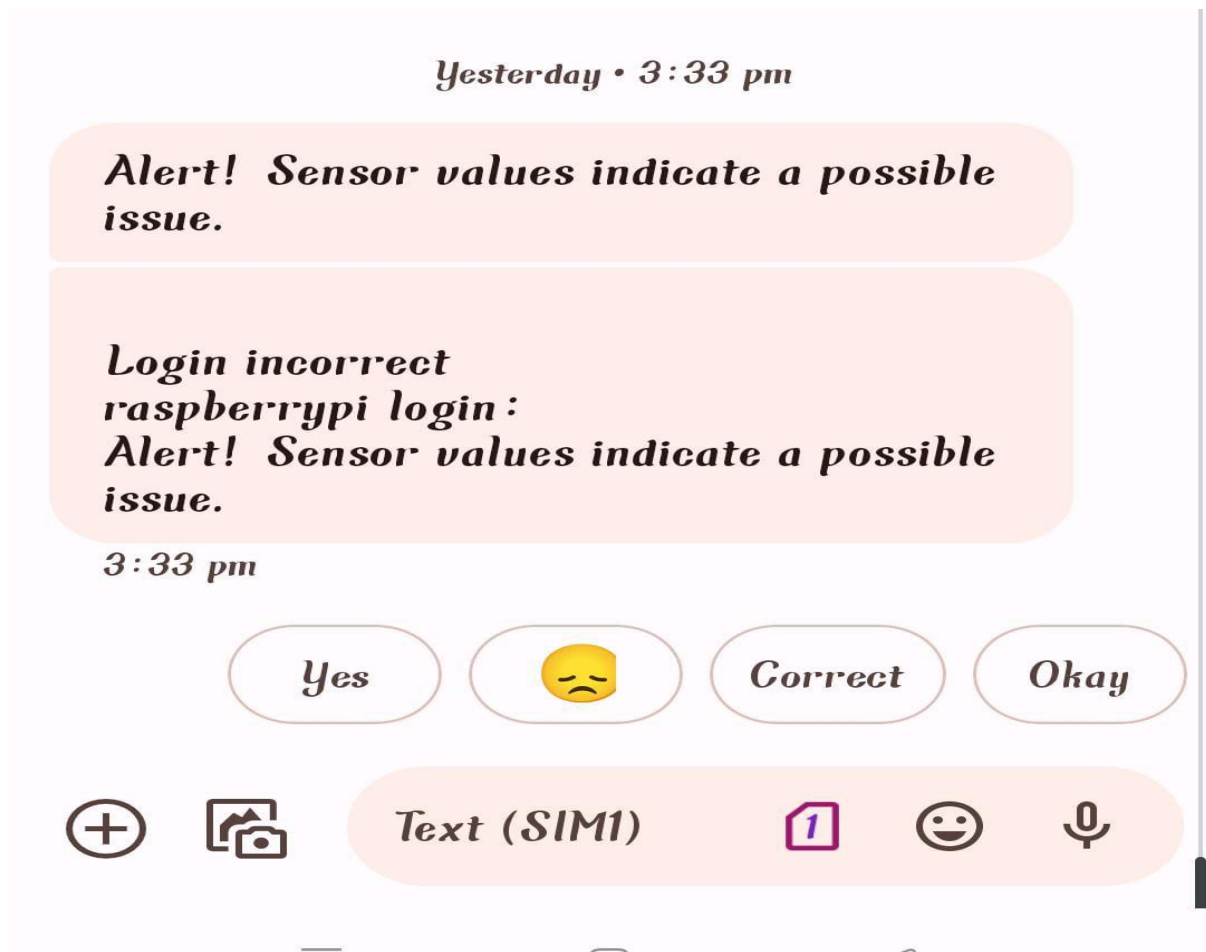 Yesterday • 3:33 pm
Alert! Sensor values indicate a possible
issue.
Login incorrect
raspberrypi login:
Alert! Sensor values indicate a possible
issue.
3:33 pm
Yes
Correct
Okay
Text (SIM1)
1